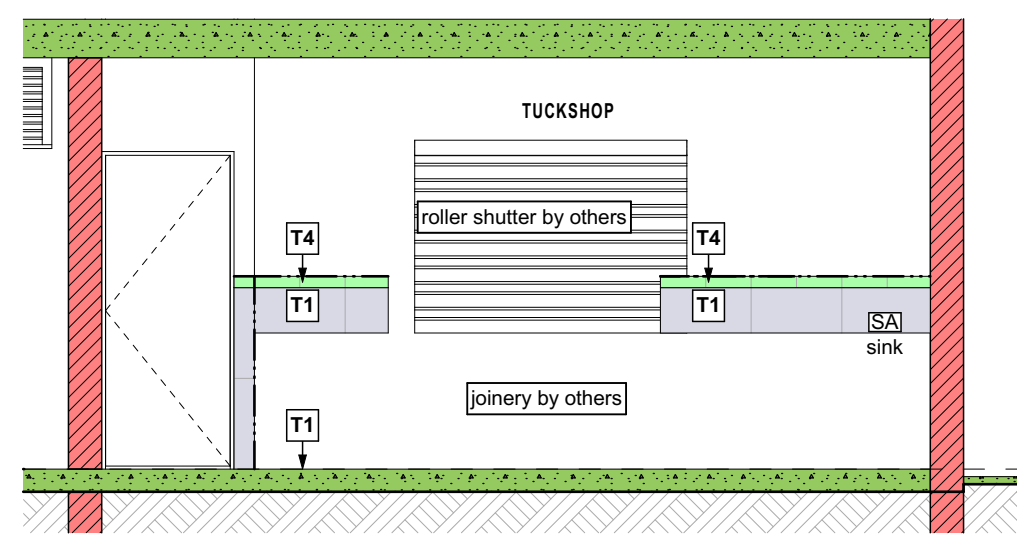 TUCKSHOP
roller shutter by others
T4
T4
T1
T1
SA
sink
joinery by others
T1